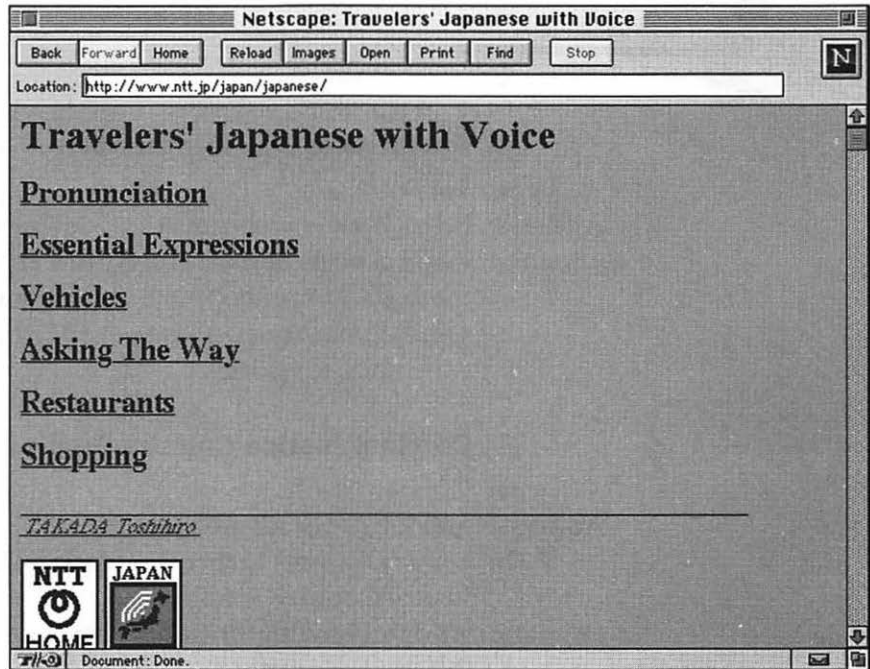 Netscape: Travelers' Japanese with Voice
Back Forward Home Reload Images Open Print Find Stop
N
Location: http://www.ntt.jp/japan/japanese/
Travelers' Japanese with Voice
Pronunciation
Essential Expressions
Vehicles
Asking The Way
Restaurants
Shopping
TAKADA Toshihiro
NTT JAPAN
HOME
Document: Done.